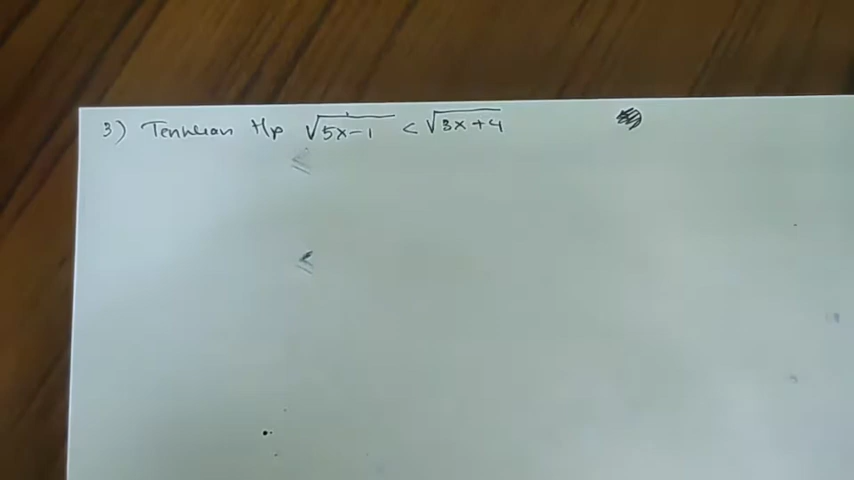 3) Tentukan Hp √5x-1 < √3x+4